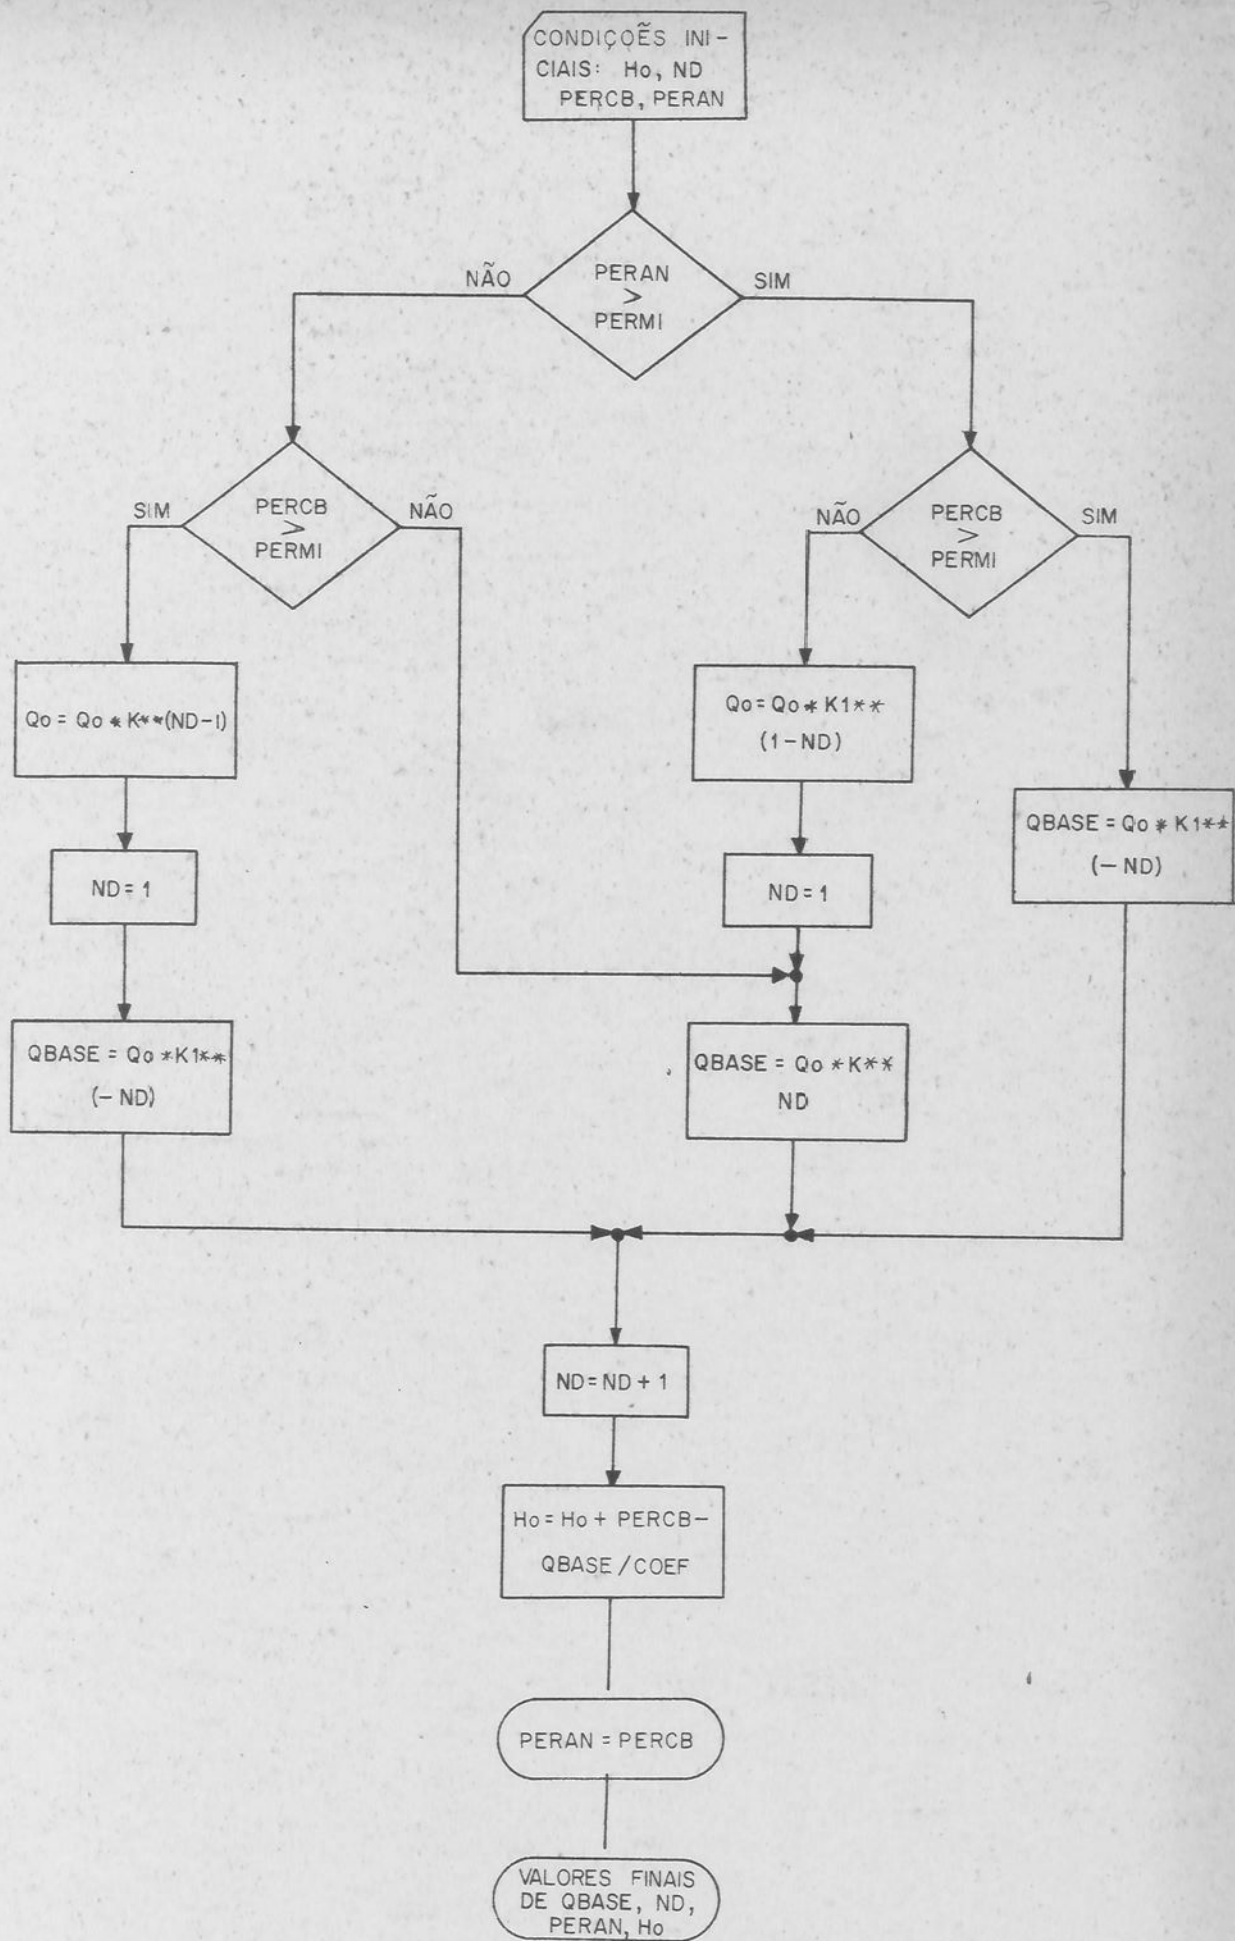 CONDIÇOẼS INI-
CIAIS: Ho, ND
PERCB, PERAN
NÃO
PERAN
>
PERMI
SIM
SIM
PERCB
>
PERMI
NÃO
NÃO
PERCB
>
PERMI
SIM
Qo = Qo * K**(ND-1)
Qo = Qo * K1**
(1-ND)
QBASE = Qo * K1**
(-ND)
ND = 1
ND = 1
QBASE = Qo * K1**
(-ND)
QBASE = Qo * K**
ND
ND = ND + 1
Ho = Ho + PERCB-
QBASE / COEF
PERAN = PERCB
VALORES FINAIS
DE QBASE, ND,
PERAN, Ho